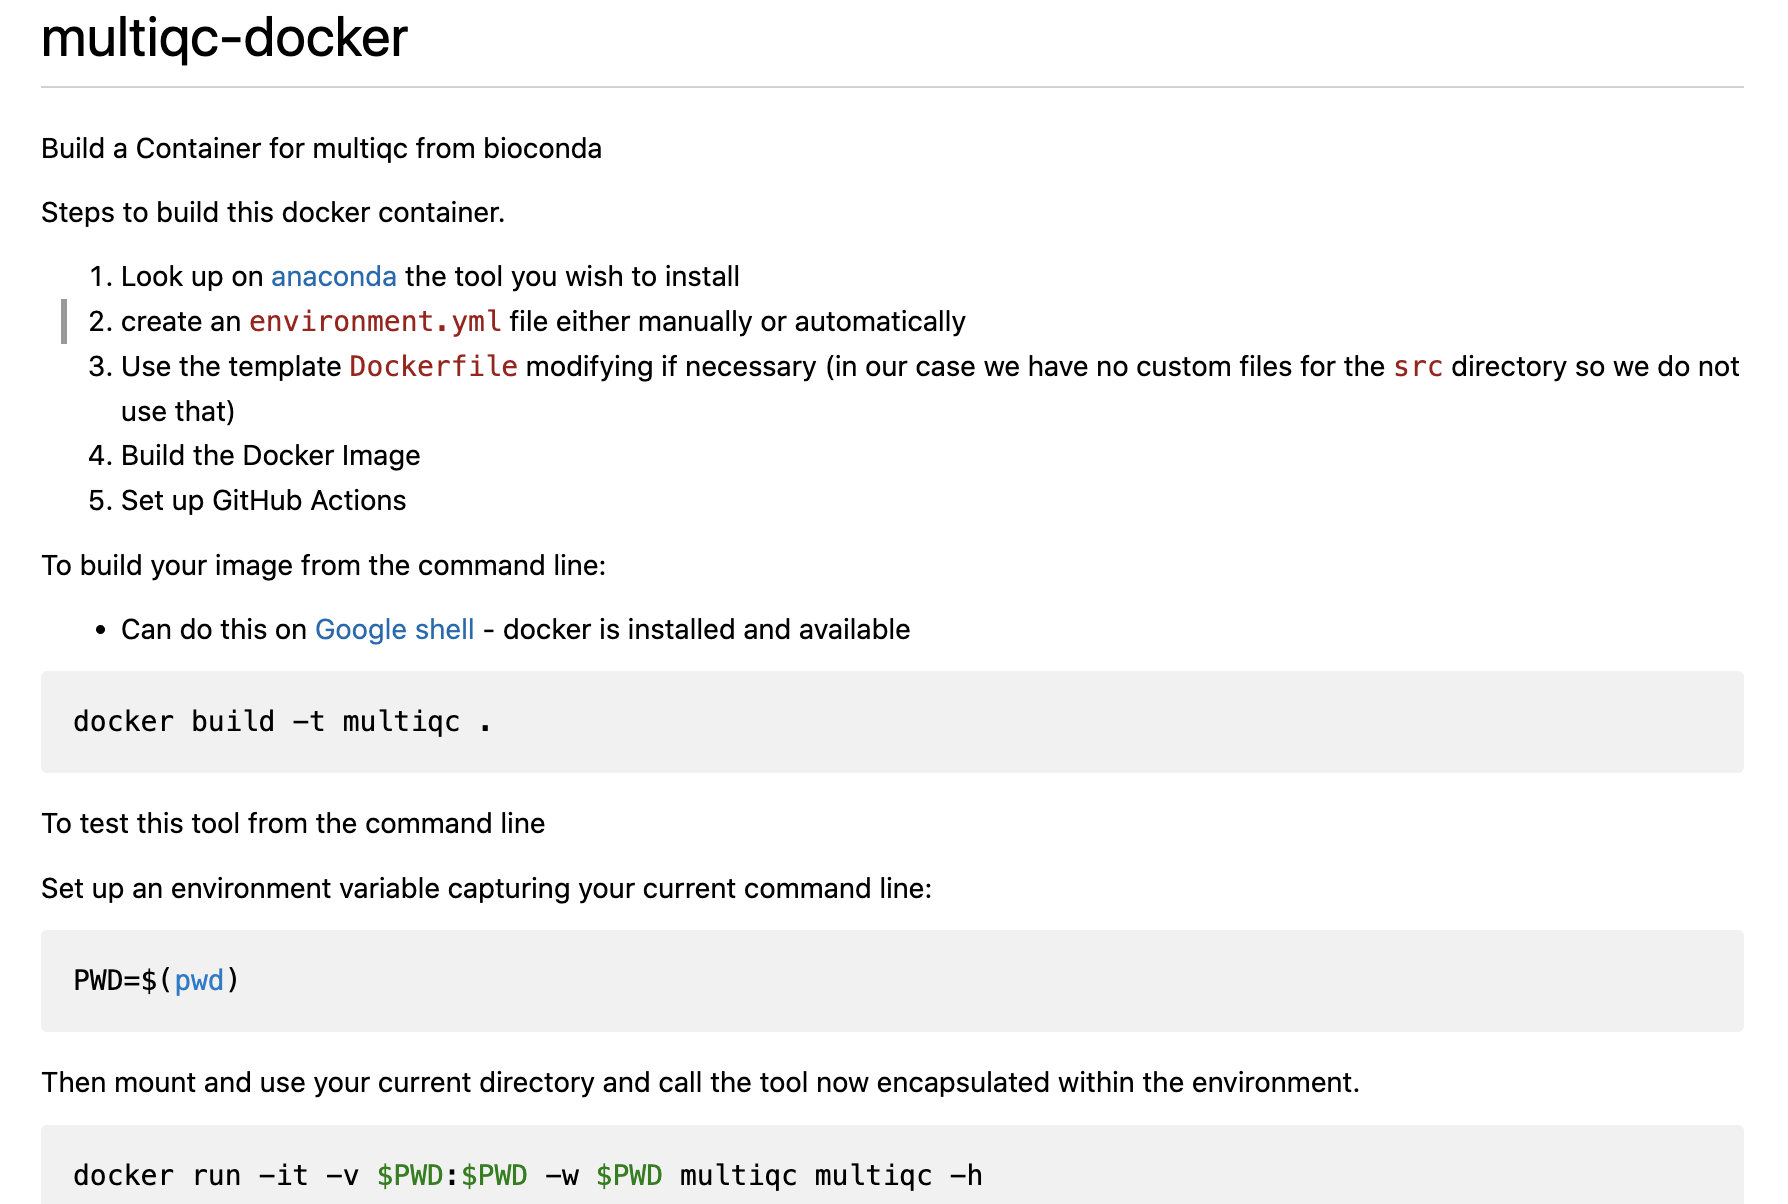 multiqc-docker
Build a Container for multiqc from bioconda
Steps to build this docker container.
1. Look up on anaconda the tool you wish to install
2. create an environment.yml file either manually or automatically
3. Use the template Dockerfile modifying if necessary (in our case we have no custom files for the src directory so we do not
use that)
4. Build the Docker Image
5. Set up GitHub Actions
To build your image from the command line:
• Can do this on Google shell - docker is installed and available
docker build -t multiqc .
To test this tool from the command line
Set up an environment variable capturing your current command line:
PWD=$(pwd)
Then mount and use your current directory and call the tool now encapsulated within the environment.
docker run -it -v $PWD:$PWD -w $PWD multiqc multiqc -h